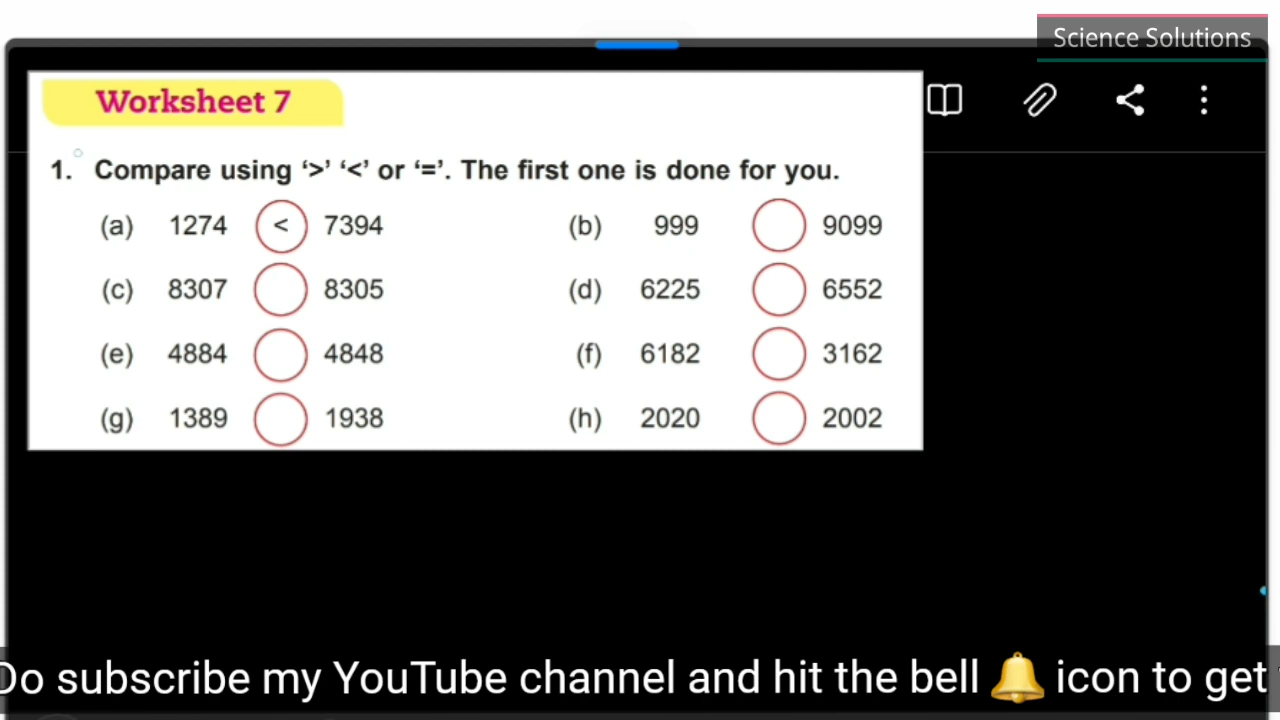 Science Solutions
Worksheet 7
1. Compare using ‘>’ ‘<’ or ‘=’. The first one is done for you.
(a) 1274 < 7394 (b) 999 9099
(c) 8307 8305 (d) 6225 6552
(e) 4884 4848 (f) 6182 3162
(g) 1389 1938 (h) 2020 2002
Do subscribe my YouTube channel and hit the bell 🔔 icon to get